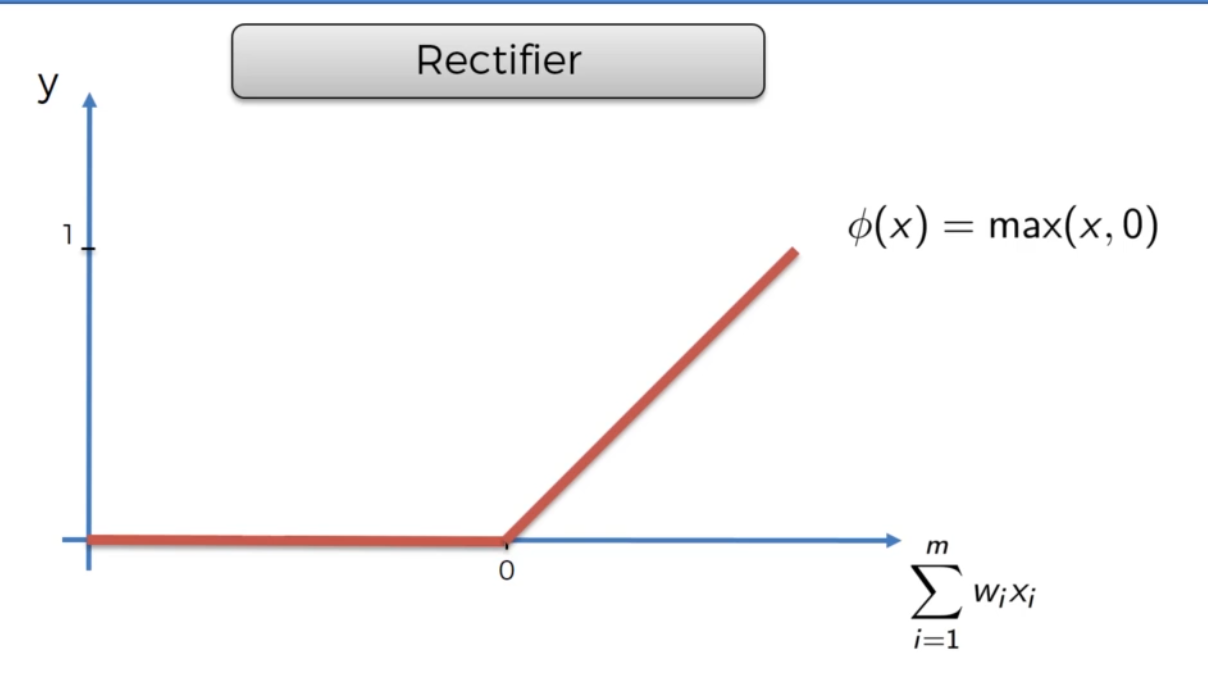 Rectifier
y
1
ϕ(x) = max(x, 0)
0
m
∑ wᵢxᵢ
i=1